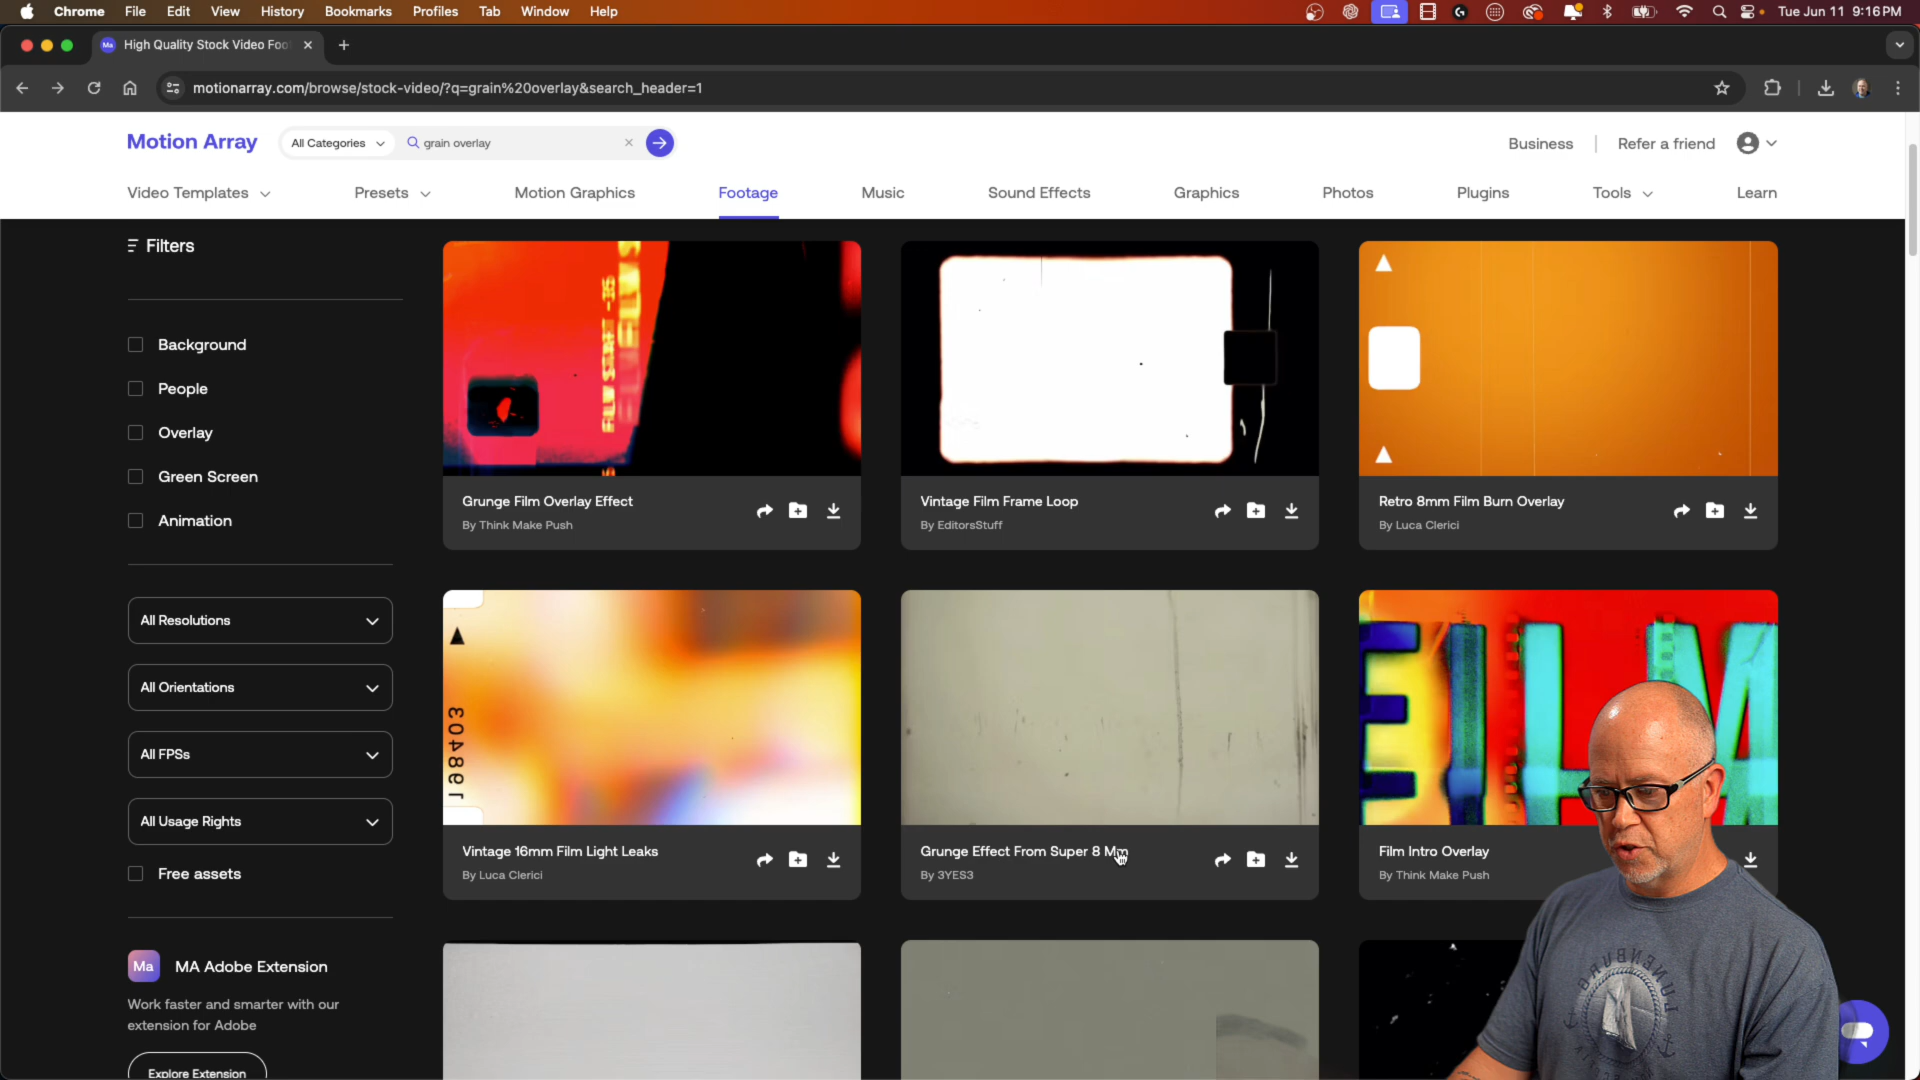 Chrome File Edit View History Bookmarks Profiles Tab Window Help
Tue Jun 11 9:16 PM
Ma High Quality Stock Video Foo
motionarray.com/browse/stock-video/?q=grain%20overlay&search_header=1
Motion Array All Categories grain overlay Business Refer a friend
Video Templates Presets Motion Graphics Footage Music Sound Effects Graphics Photos Plugins Tools Learn
Filters
Background
People
Overlay
Green Screen
Animation
All Resolutions
All Orientations
All FPSs
All Usage Rights
Free assets
Ma MA Adobe Extension
Work faster and smarter with our
extension for Adobe
Explore Extension
Grunge Film Overlay Effect
By Think Make Push
Vintage Film Frame Loop
By EditorsStuff
Retro 8mm Film Burn Overlay
By Luca Clerici
Vintage 16mm Film Light Leaks
By Luca Clerici
Grunge Effect From Super 8 Mm
By 3YES3
FILM
Film Intro Overlay
By Think Make Push
LUNENBURG